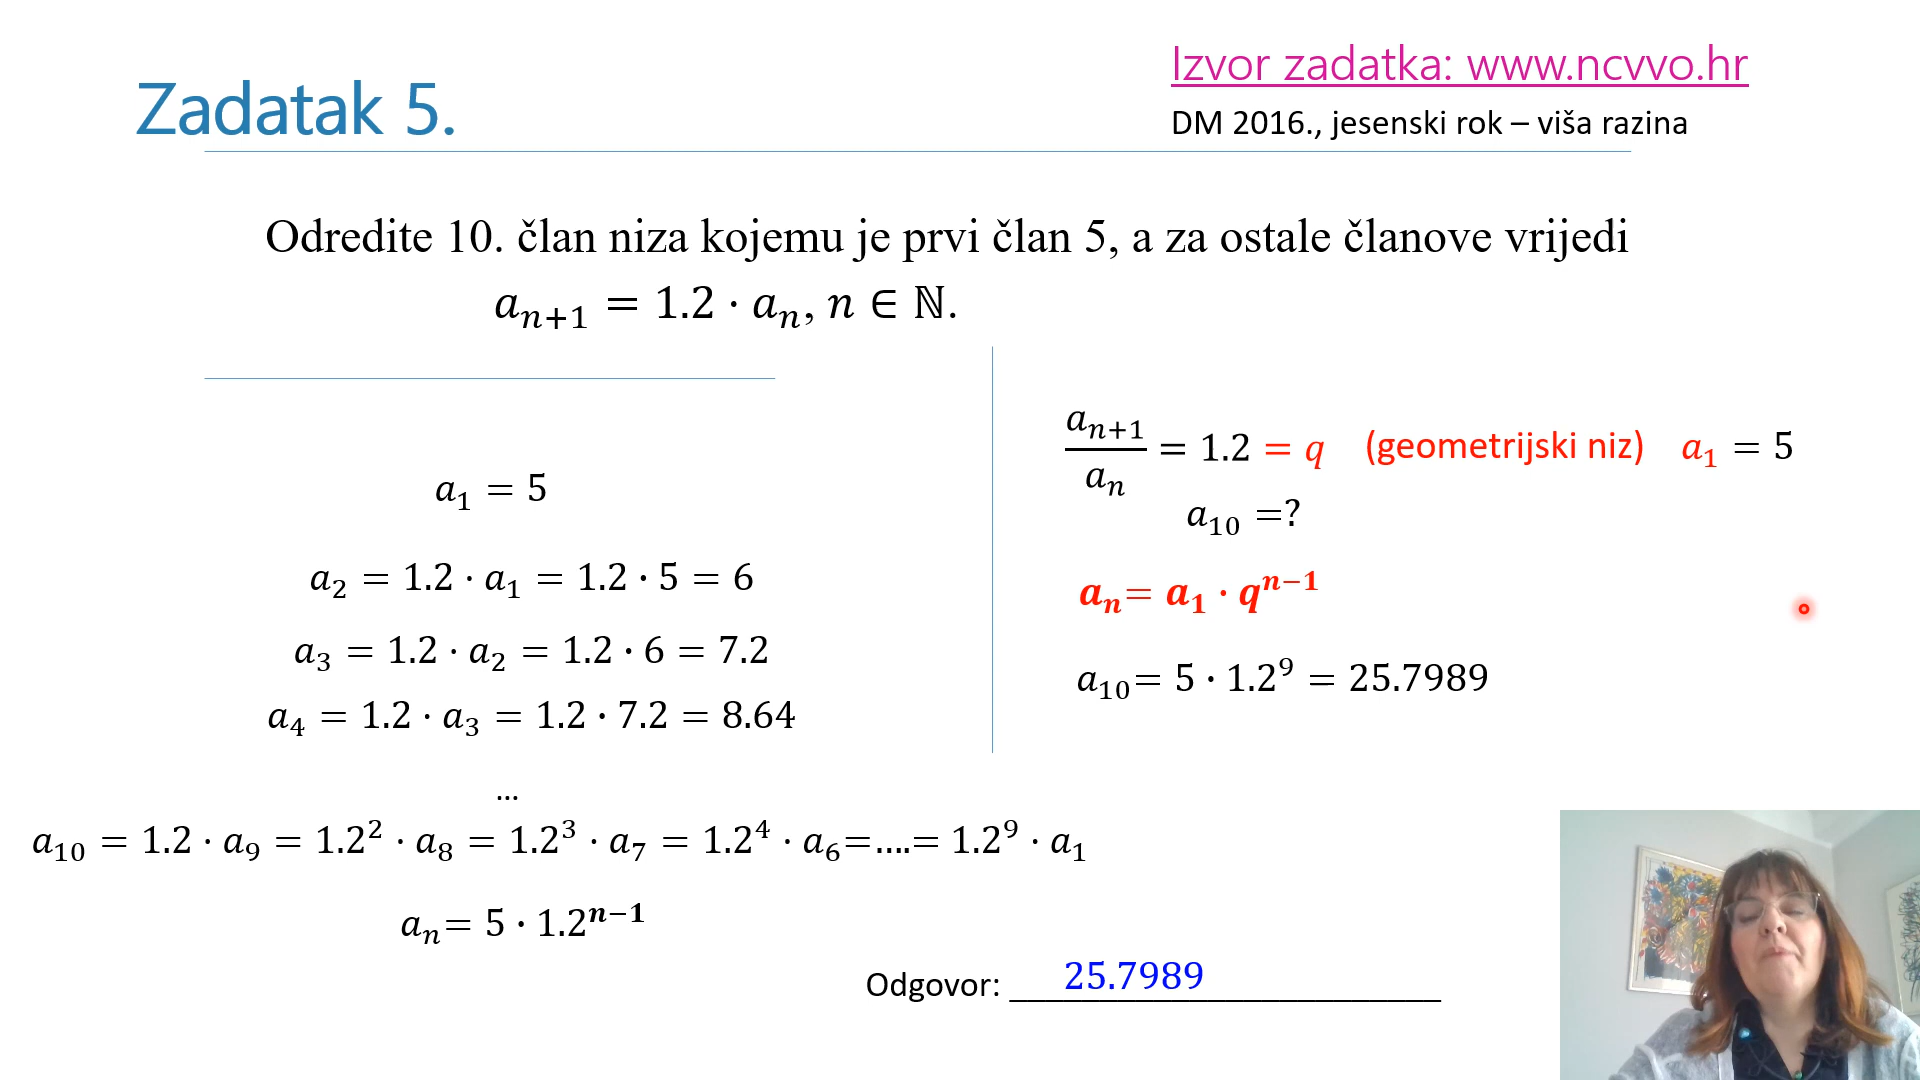 Zadatak 5.
Izvor zadatka: www.ncvvo.hr
DM 2016., jesenski rok – viša razina
Odredite 10. član niza kojemu je prvi član 5, a za ostale članove vrijedi
aₙ₊₁ = 1.2 · aₙ, n ∈ ℕ.
a₁ = 5
a₂ = 1.2 · a₁ = 1.2 · 5 = 6
a₃ = 1.2 · a₂ = 1.2 · 6 = 7.2
a₄ = 1.2 · a₃ = 1.2 · 7.2 = 8.64
...
a₁₀ = 1.2 · a₉ = 1.2² · a₈ = 1.2³ · a₇ = 1.2⁴ · a₆=....= 1.2⁹ · a₁
aₙ= 5 · 1.2ⁿ⁻¹
aₙ₊₁/aₙ = 1.2 = q (geometrijski niz) a₁ = 5
a₁₀ =?
aₙ= a₁ · qⁿ⁻¹
a₁₀= 5 · 1.2⁹ = 25.7989
Odgovor: 25.7989